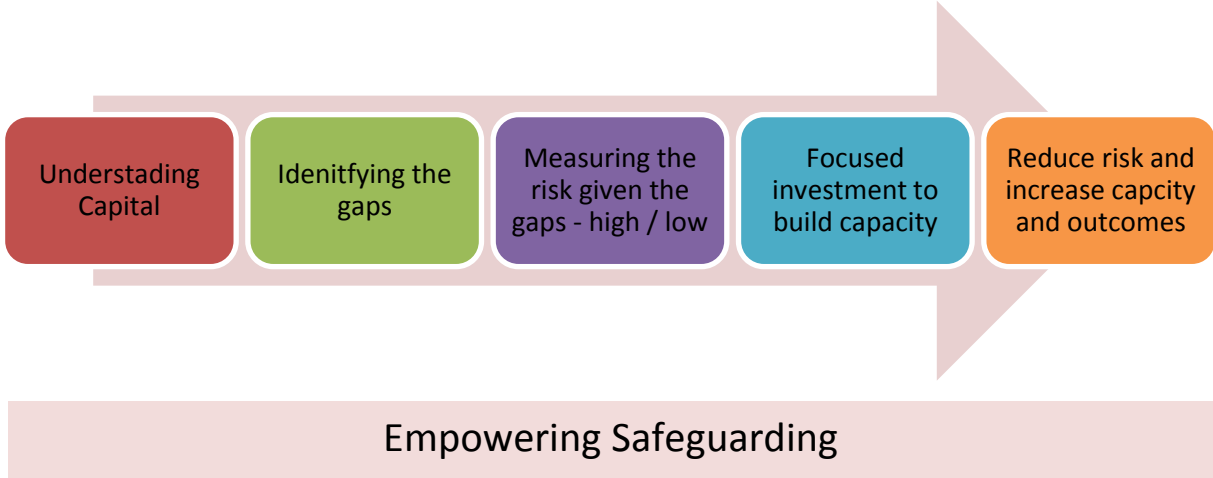 Understading
Capital
Idenitfying the
gaps
Measuring the
risk given the
gaps - high / low
Focused
investment to
build capacity
Reduce risk and
increase capcity
and outcomes
Empowering Safeguarding